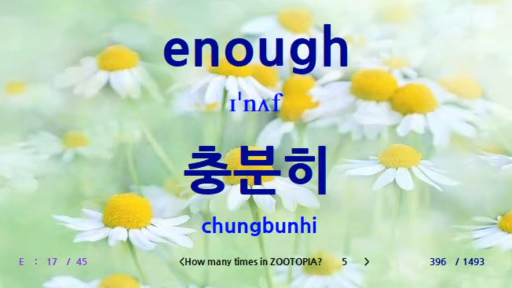 enough
ɪˈnʌf
충분히
chungbunhi
E : 17 / 45 <How many times in ZOOTOPIA? 5 > 396 / 1493